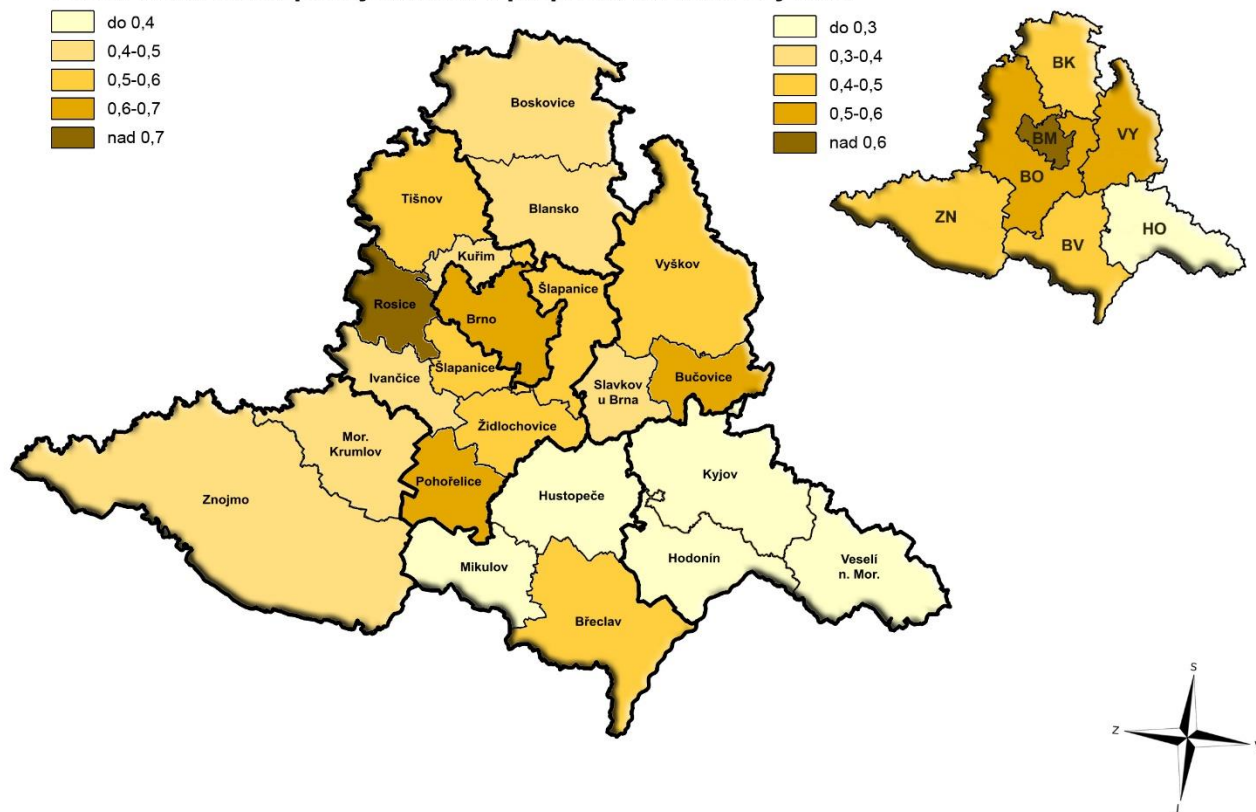 do 0,4
0,4-0,5
0,5-0,6
0,6-0,7
nad 0,7
do 0,3
0,3-0,4
0,4-0,5
0,5-0,6
nad 0,6
BK
BM
VY
BO
ZN
BV
HO
Boskovice
Tišnov
Blansko
Kuřim
Vyškov
Šlapanice
Rosice
Brno
Ivančice
Šlapanice
Slavkov
u Brna
Bučovice
Židlochovice
Mor.
Krumlov
Pohořelice
Kyjov
Znojmo
Hustopeče
Mikulov
Hodonín
Veselí
n. Mor.
Břeclav
S
Z
V
J